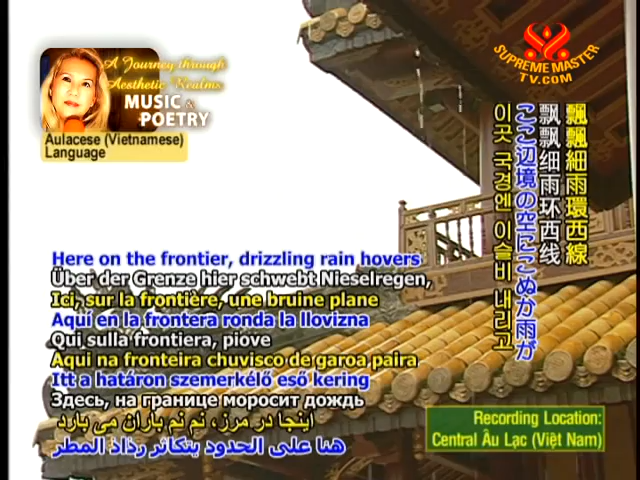 A Journey through
Aesthetic Realms
MUSIC &
POETRY
Aulacese (Vietnamese)
Language
SUPREME MASTER
TV.COM
飄飄細雨環西線
飘飘细雨环西线
ここ辺境の空にこぬか雨が
이곳 국경엔 이슬비 내리고
Here on the frontier, drizzling rain hovers
Über der Grenze hier schwebt Nieselregen,
Ici, sur la frontière, une bruine plane
Aquí en la frontera ronda la llovizna
Qui sulla frontiera, piove
Aqui na fronteira chuvisco de garoa paira
Itt a határon szemerkélő eső kering
Здесь, на границе моросит дождь
اینجا در مرز، نم نم باران می بارد
هنا على الحدود يتكاثر رذاذ المطر
Recording Location:
Central Âu Lạc (Việt Nam)